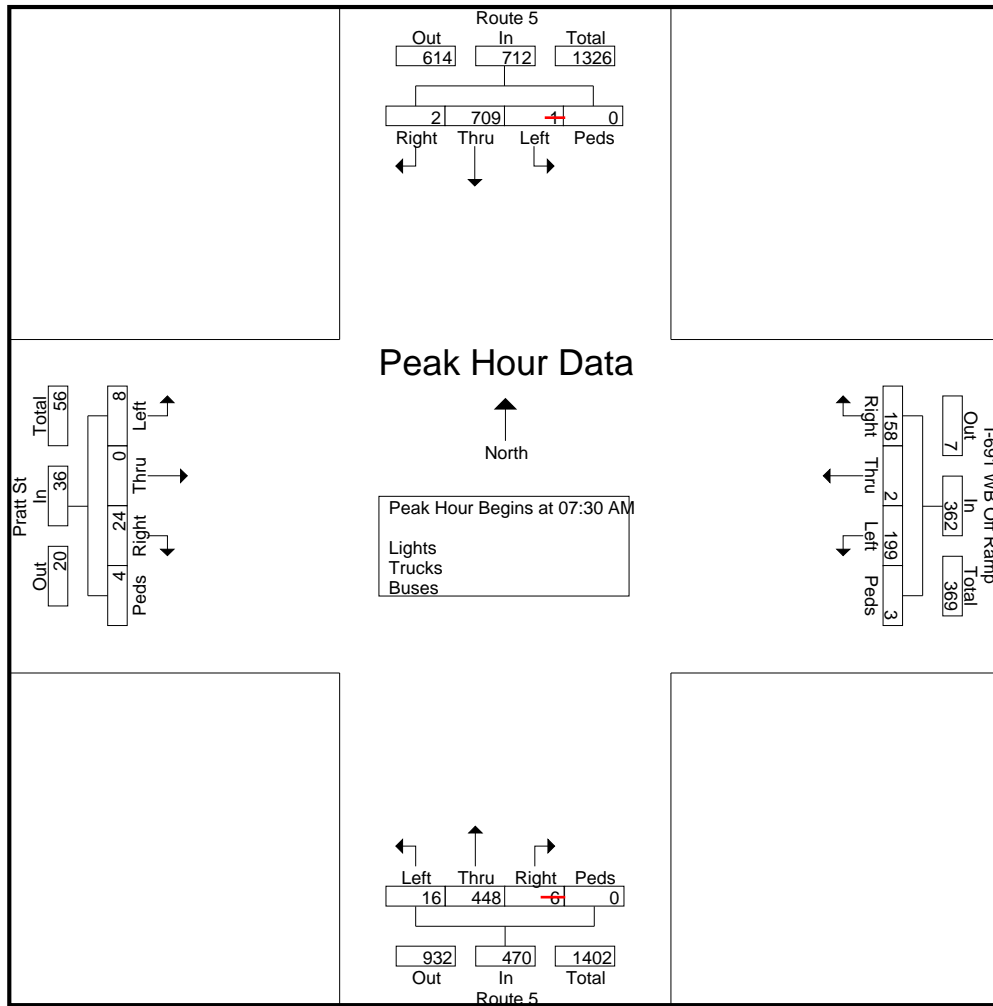 Route 5
Out In Total
614 712 1326
2 709 1 0
Right Thru Left Peds
Peak Hour Data
North
Peak Hour Begins at 07:30 AM
Lights
Trucks
Buses
Pratt St
Total In Out
56 36 20
8 0 24 4
Left Thru Right Peds
I-691 WB Off Ramp
Out In Total
7 362 369
158 2 199 3
Right Thru Left Peds
Left Thru Right Peds
16 448 6 0
932 470 1402
Out In Total
Route 5